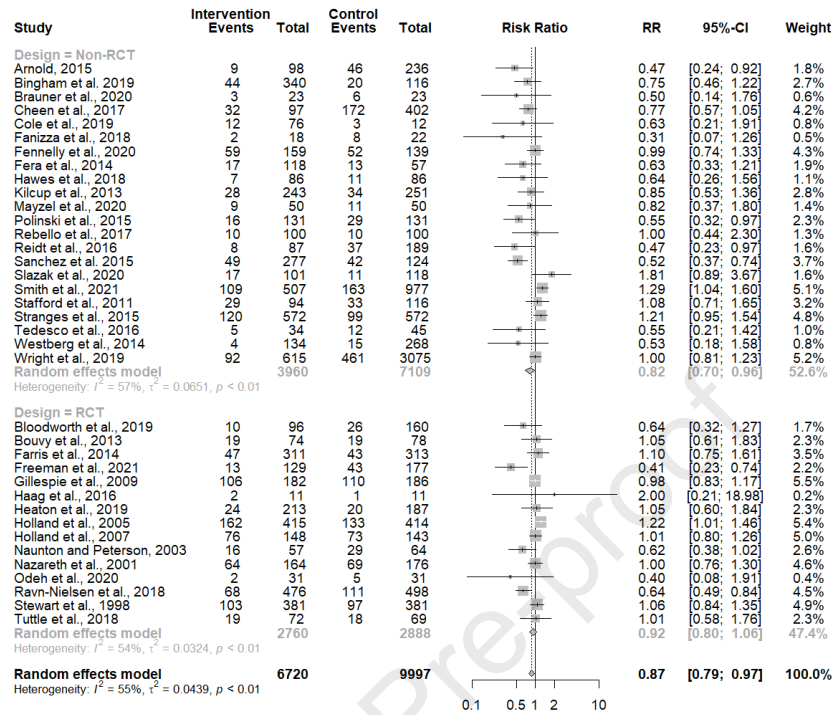 Intervention Control
Study Events Total Events Total Risk Ratio RR 95%-CI Weight
Design = Non-RCT
Arnold, 2015 9 98 46 236 0.47 [0.24; 0.92] 1.8%
Bingham et al. 2019 44 340 20 116 0.75 [0.46; 1.22] 2.7%
Brauner et al., 2020 3 23 6 23 0.50 [0.14; 1.76] 0.6%
Cheen et al., 2017 32 97 172 402 0.77 [0.57; 1.05] 4.2%
Cole et al., 2019 12 76 3 12 0.63 [0.21; 1.91] 0.8%
Fanizza et al., 2018 2 18 8 22 0.31 [0.07; 1.26] 0.5%
Fennelly et al., 2020 59 159 52 139 0.99 [0.74; 1.33] 4.3%
Fera et al., 2014 17 118 13 57 0.63 [0.33; 1.21] 1.8%
Hawes et al., 2018 7 86 11 86 0.64 [0.26; 1.56] 1.1%
Kilcup et al., 2013 28 243 34 251 0.85 [0.53; 1.36] 2.8%
Mayzel et al., 2020 9 50 11 50 0.82 [0.37; 1.80] 1.4%
Polinski et al., 2015 16 131 29 131 0.55 [0.32; 0.97] 2.2%
Rebello et al., 2017 10 100 10 100 1.00 [0.44; 2.30] 1.3%
Reidt et al., 2016 8 87 37 189 0.47 [0.23; 0.97] 1.6%
Sanchez et al. 2015 49 277 42 124 0.52 [0.37; 0.74] 3.8%
Slazak et al., 2020 17 101 11 118 1.81 [0.89; 3.67] 1.6%
Smith et al., 2021 109 507 163 977 1.29 [1.04; 1.60] 5.2%
Stafford et al., 2011 29 94 33 116 1.08 [0.71; 1.65] 3.1%
Stranges et al., 2015 120 572 99 572 1.21 [0.95; 1.54] 4.9%
Tedesco et al., 2016 5 34 12 45 0.55 [0.21; 1.42] 1.0%
Westberg et al., 2014 4 134 15 268 0.53 [0.18; 1.58] 0.8%
Wright et al., 2019 92 615 461 3075 1.00 [0.81; 1.23] 5.2%
Random effects model 3960 7109 0.82 [0.70; 0.96] 52.6%
Heterogeneity: I² = 57%, τ² = 0.0651, p < 0.01
Design = RCT
Bloodworth et al., 2019 10 96 26 160 0.64 [0.32; 1.27] 1.7%
Bouvy et al., 2013 19 74 19 78 1.05 [0.61; 1.83] 2.3%
Farris et al., 2014 47 311 43 313 1.10 [0.75; 1.61] 3.4%
Freeman et al., 2021 13 129 43 177 0.41 [0.23; 0.74] 2.1%
Gillespie et al., 2009 106 182 110 186 0.98 [0.83; 1.17] 5.7%
Haag et al., 2016 2 11 1 11 2.00 [0.21; 18.98] 0.2%
Heaton et al., 2019 24 213 20 187 1.05 [0.60; 1.84] 2.2%
Holland et al., 2005 162 415 133 414 1.22 [1.01; 1.46] 5.6%
Holland et al., 2007 76 148 73 143 1.01 [0.80; 1.26] 5.1%
Naunton and Peterson, 2003 16 57 29 64 0.62 [0.38; 1.02] 2.6%
Nazareth et al., 2001 64 164 69 176 1.00 [0.76; 1.30] 4.6%
Odeh et al., 2020 2 31 5 31 0.40 [0.08; 1.91] 0.4%
Ravn-Nielsen et al., 2018 68 476 111 498 0.64 [0.49; 0.84] 4.6%
Stewart et al., 1998 103 381 97 381 1.06 [0.84; 1.35] 4.9%
Tuttle et al., 2018 19 72 18 69 1.01 [0.58; 1.76] 2.2%
Random effects model 2760 2888 0.92 [0.80; 1.06] 47.4%
Heterogeneity: I² = 54%, τ² = 0.0324, p < 0.01
Random effects model 6720 9997 0.87 [0.79; 0.97] 100.0%
Heterogeneity: I² = 55%, τ² = 0.0439, p < 0.01
0.1 0.5 1 2 10
Pre-proof